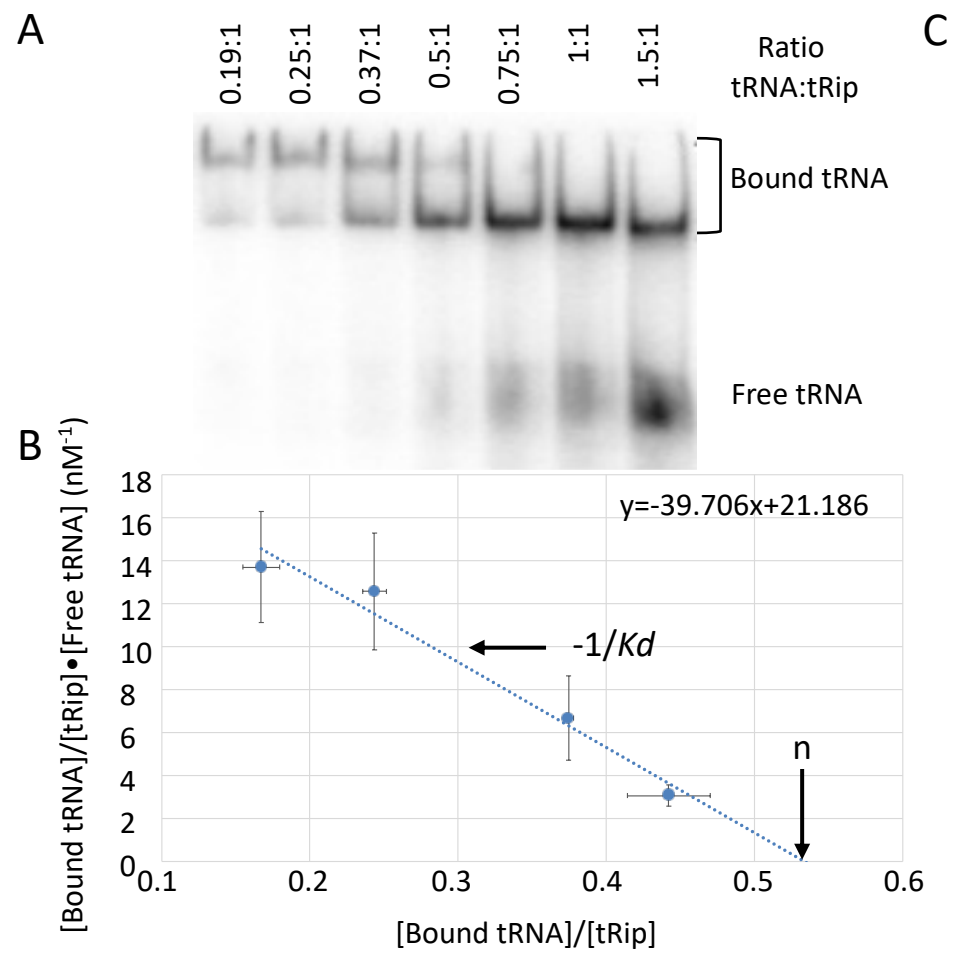 A
C
0.19:1
0.25:1
0.37:1
0.5:1
0.75:1
1:1
1.5:1
Ratio
tRNA:tRip
Bound tRNA
Free tRNA
B
[Bound tRNA]/[tRip]•[Free tRNA] (nM⁻¹)
18
16
14
12
10
8
6
4
2
0
y=-39.706x+21.186
-1/Kd
n
0.1
0.2
0.3
0.4
0.5
0.6
[Bound tRNA]/[tRip]